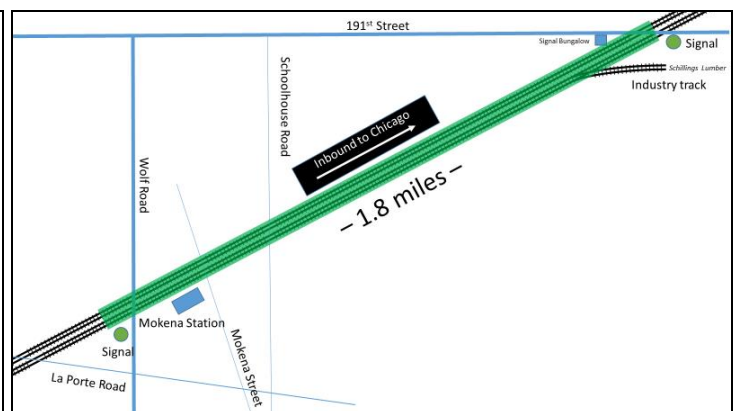 191st Street
Signal Bungalow
Signal
Schillings Lumber
Industry track
Schoolhouse Road
Inbound to Chicago
– 1.8 miles –
Wolf Road
Mokena Station
Signal
Mokena Street
La Porte Road